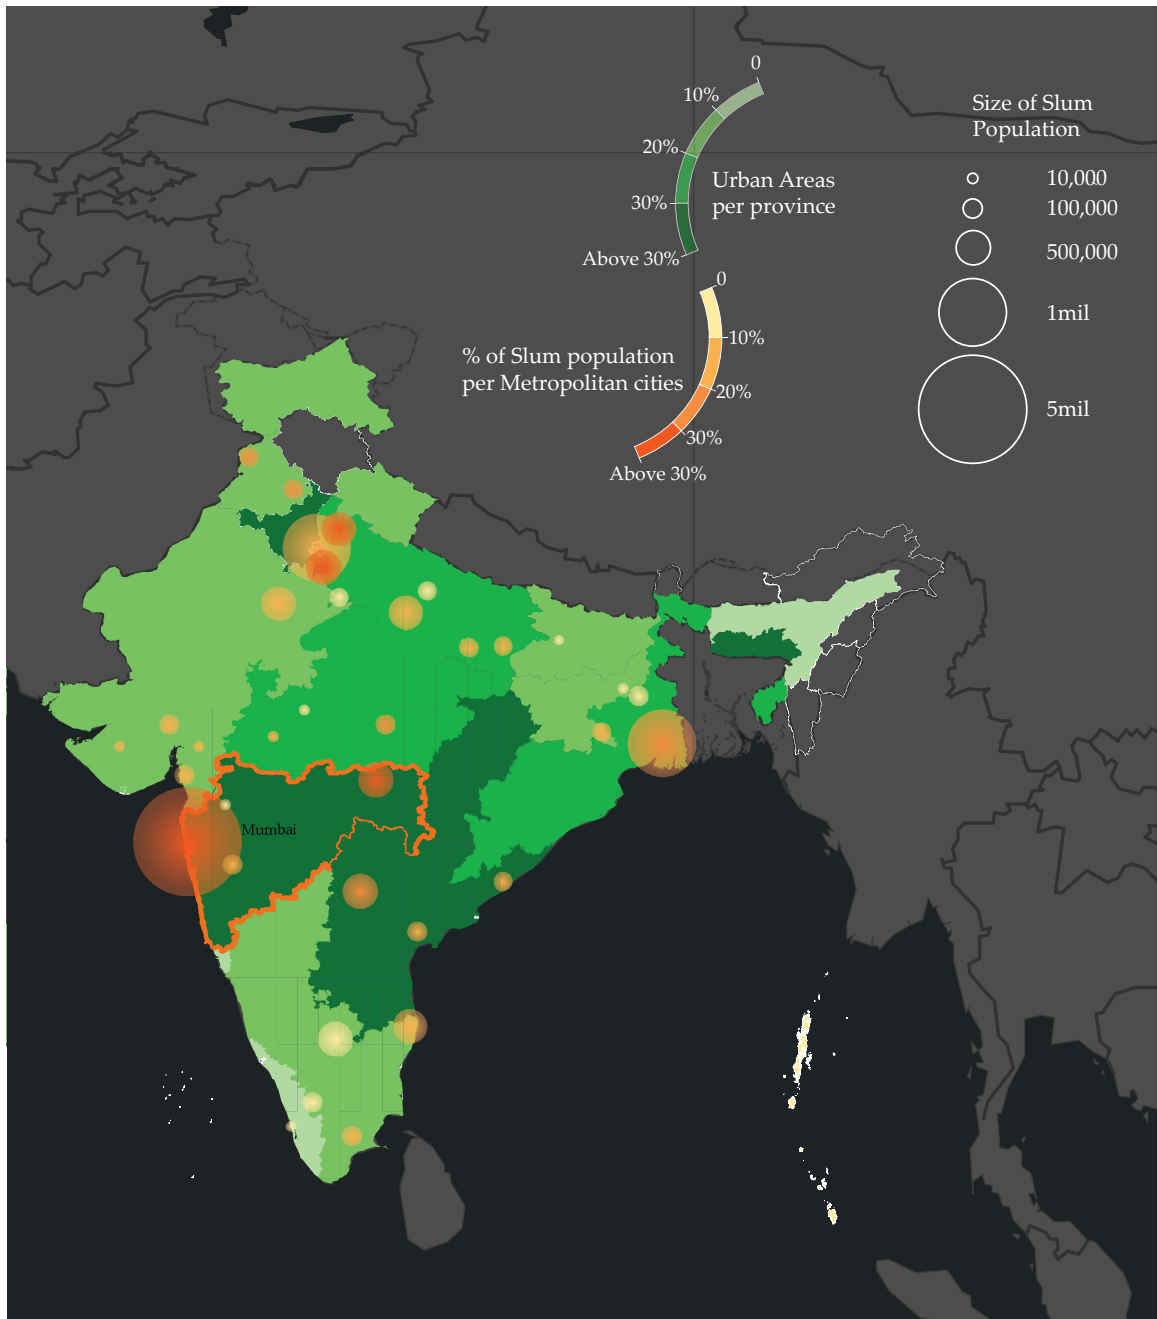 0
10%
20%
30%
Above 30%
Urban Areas
per province
0
10%
20%
30%
Above 30%
% of Slum population
per Metropolitan cities
Size of Slum
Population
10,000
100,000
500,000
1mil
5mil
Mumbai